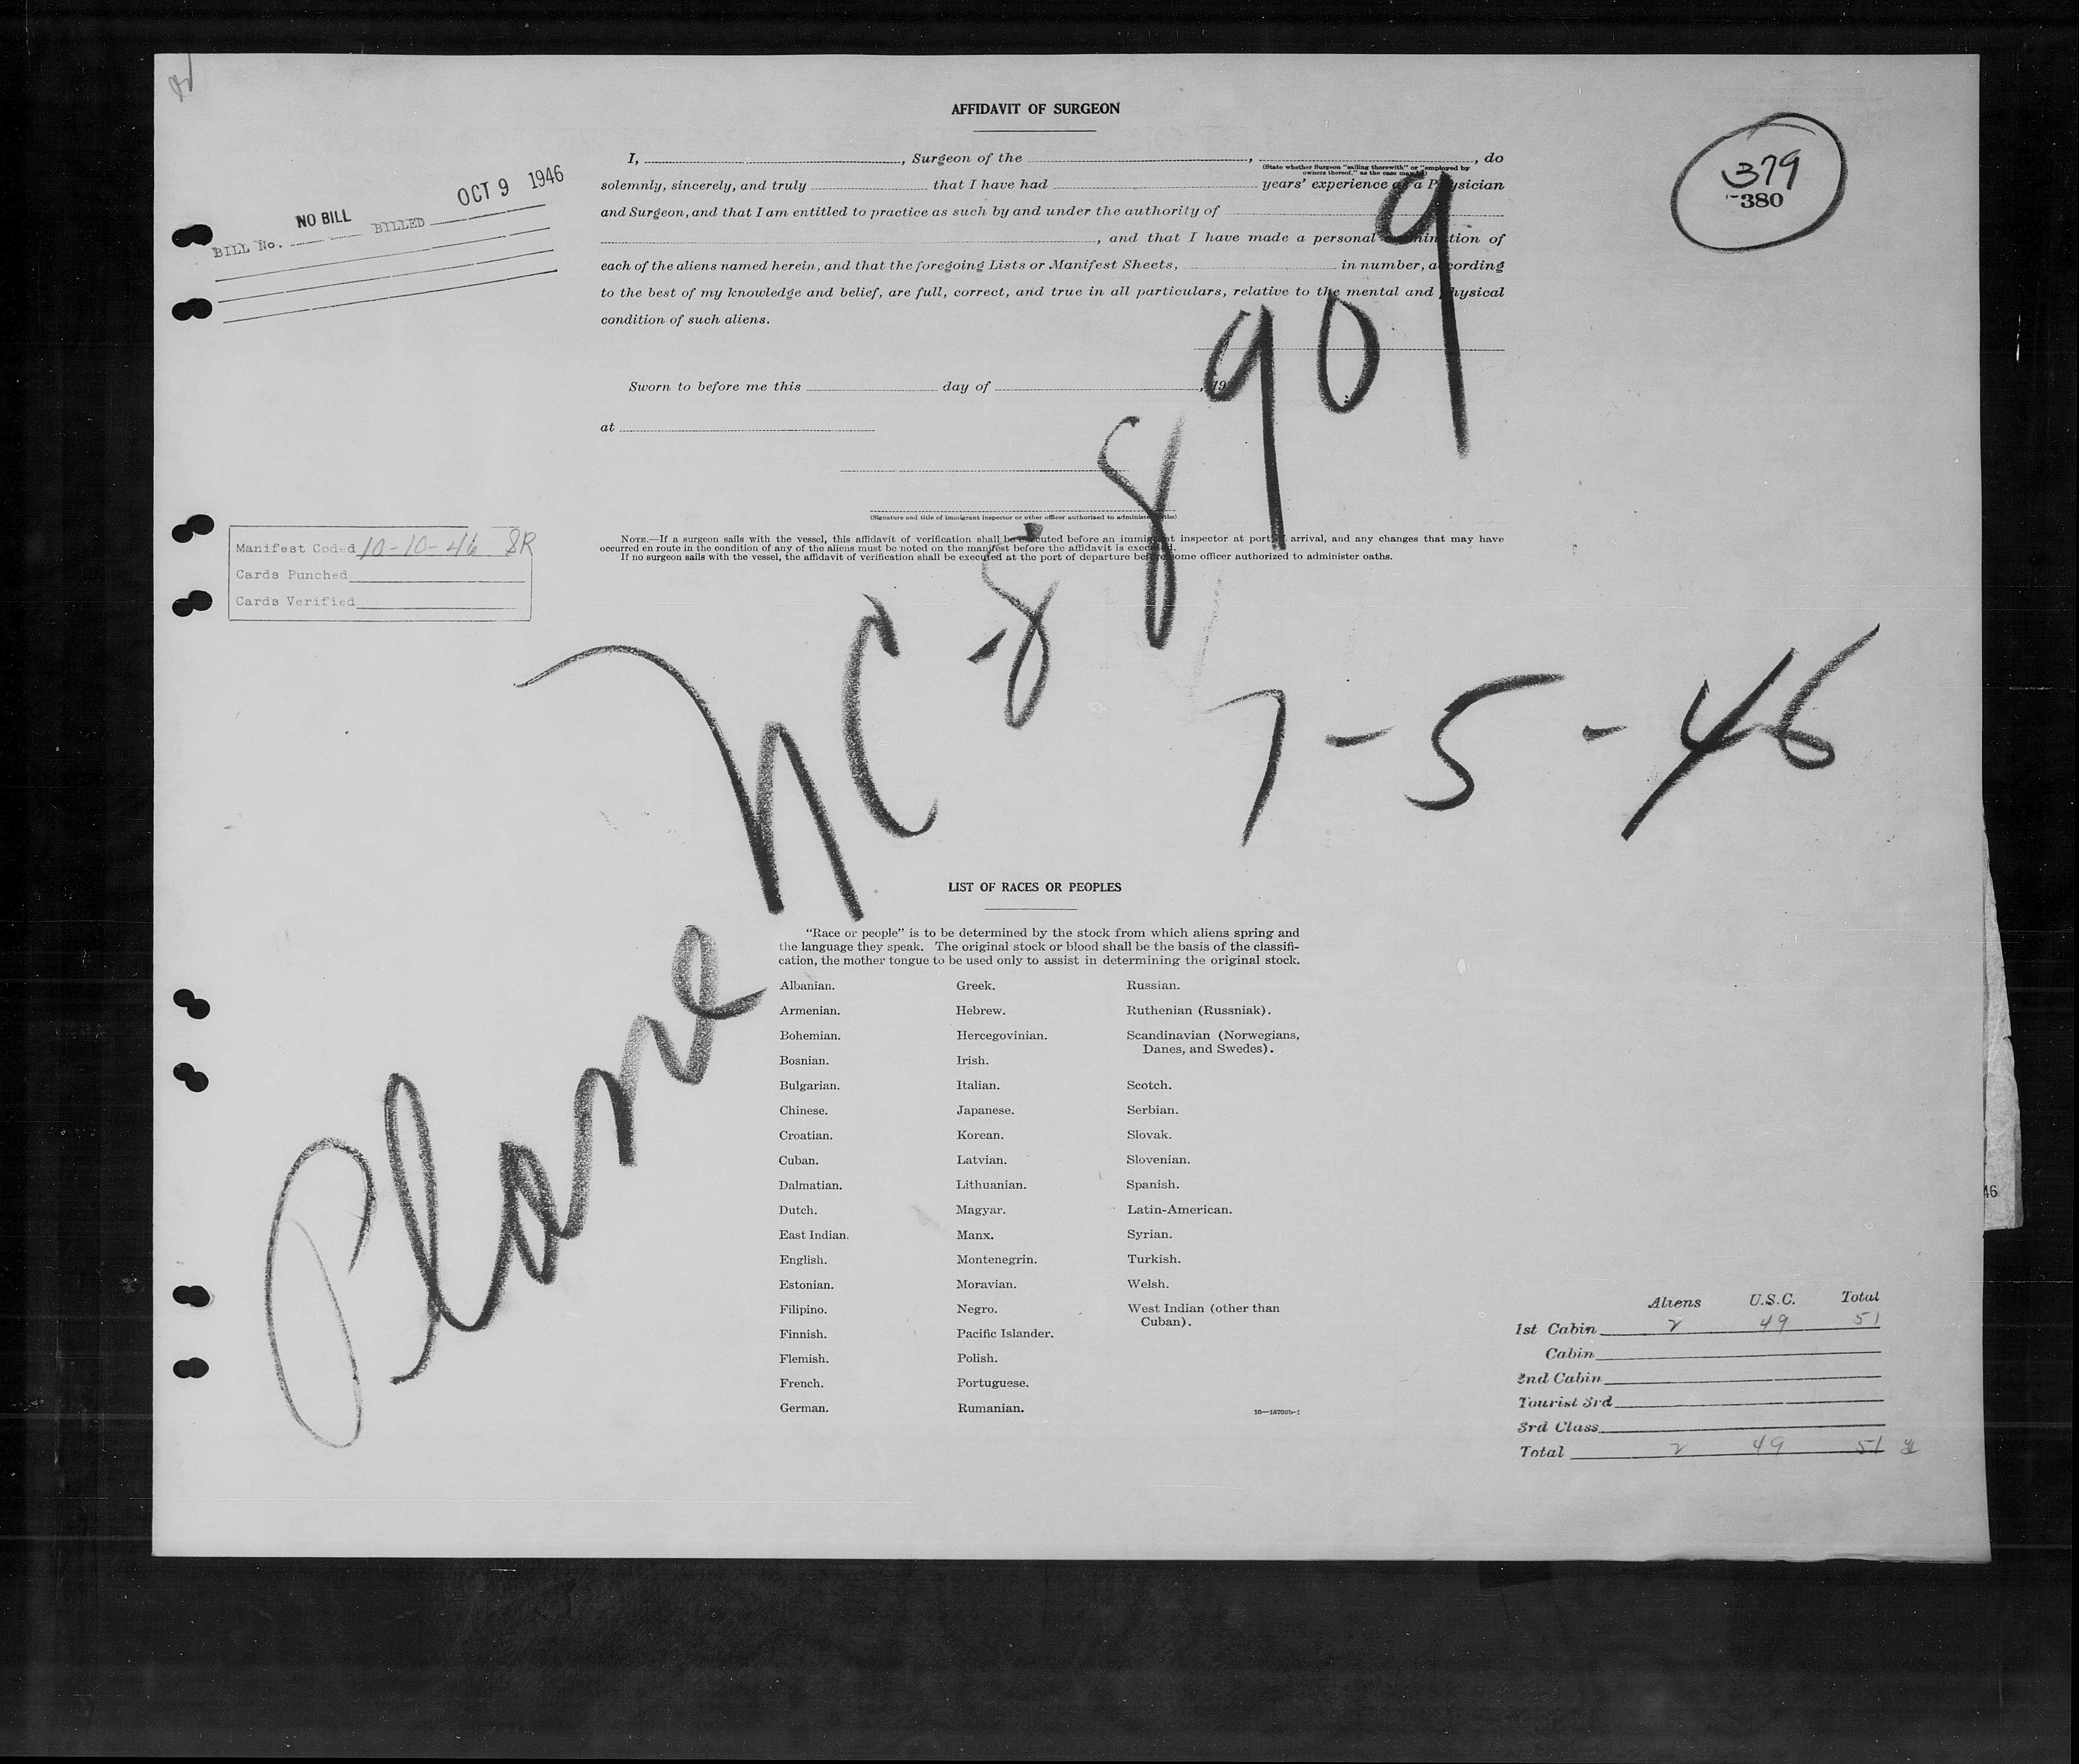 AFFIDAVIT OF SURGEON
379
380
I, , Surgeon of the , , do
(State whether Surgeon "sailing therewith" or "employed by
owners thereof," as the case may be)
solemnly, sincerely, and truly that I have had years' experience as a Physician
and Surgeon, and that I am entitled to practice as such by and under the authority of
, and that I have made a personal examination of
each of the aliens named herein, and that the foregoing Lists or Manifest Sheets, in number, according
to the best of my knowledge and belief, are full, correct, and true in all particulars, relative to the mental and physical
condition of such aliens.
OCT 9 1946
NO BILL
BILL No. BILLED
Sworn to before me this day of , 19
at
(Signature and title of immigrant inspector or other officer authorized to administer oaths)
NOTE.—If a surgeon sails with the vessel, this affidavit of verification shall be executed before an immigrant inspector at port of arrival, and any changes that may have
occurred en route in the condition of any of the aliens must be noted on the manifest before the affidavit is executed.
If no surgeon sails with the vessel, the affidavit of verification shall be executed at the port of departure before some officer authorized to administer oaths.
Manifest Coded 10-10-46 SR
Cards Punched
Cards Verified
Plane NC-88909
7-5-46
LIST OF RACES OR PEOPLES
"Race or people" is to be determined by the stock from which aliens spring and
the language they speak. The original stock or blood shall be the basis of the classifi-
cation, the mother tongue to be used only to assist in determining the original stock.
Albanian. Greek. Russian.
Armenian. Hebrew. Ruthenian (Russniak).
Bohemian. Hercegovinian. Scandinavian (Norwegians,
Danes, and Swedes).
Bosnian. Irish.
Bulgarian. Italian. Scotch.
Chinese. Japanese. Serbian.
Croatian. Korean. Slovak.
Cuban. Latvian. Slovenian.
Dalmatian. Lithuanian. Spanish.
Dutch. Magyar. Latin-American.
East Indian. Manx. Syrian.
English. Montenegrin. Turkish.
Estonian. Moravian. Welsh.
Filipino. Negro. West Indian (other than
Cuban).
Finnish. Pacific Islander.
Flemish. Polish.
French. Portuguese.
German. Rumanian.
16—18700b-1
46
Aliens U.S.C. Total
1st Cabin 2 49 51
Cabin
2nd Cabin
Tourist 3rd
3rd Class
Total 2 49 51